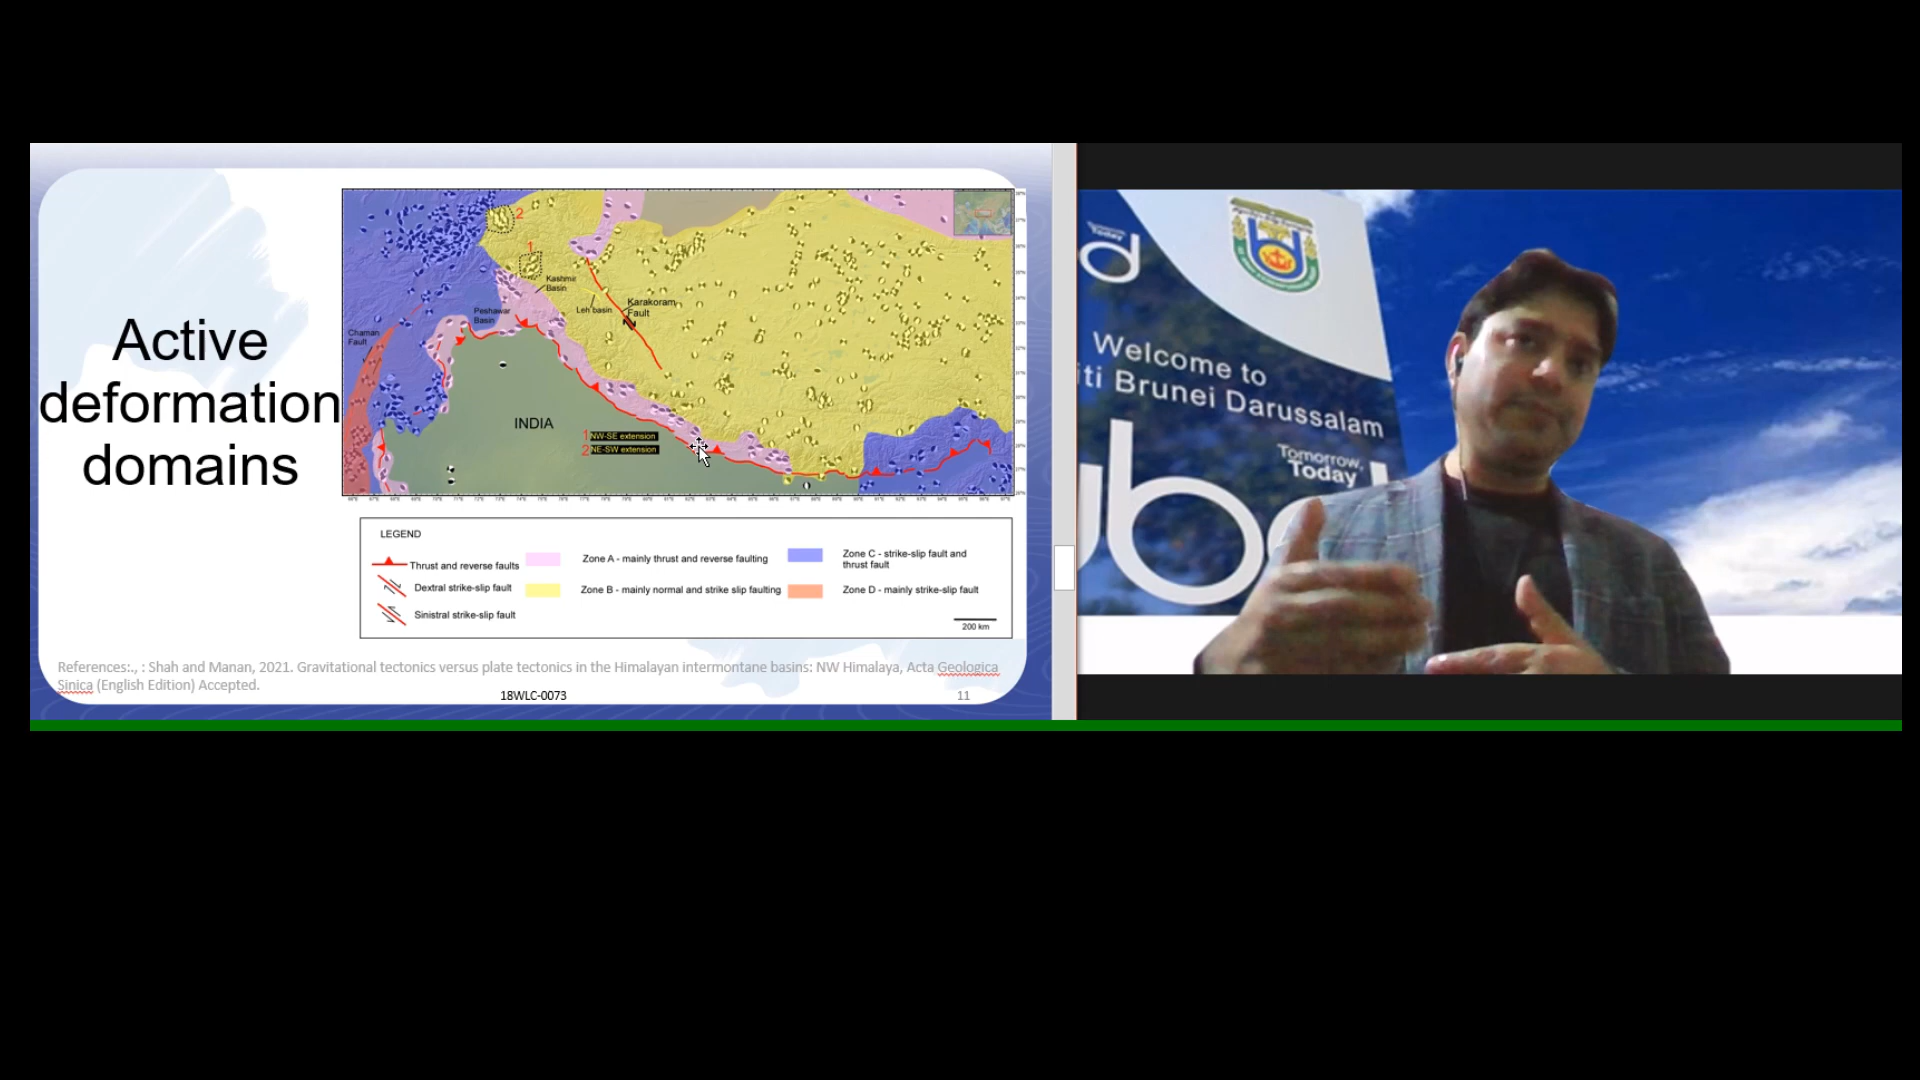 Active
deformation
domains
2
1
Kashmir
Basin
Leh basin
Karakoram
Fault
Peshawar
Basin
Chaman
Fault
INDIA
1 NW-SE extension
2 NE-SW extension
LEGEND
Thrust and reverse faults
Dextral strike-slip fault
Sinistral strike-slip fault
Zone A - mainly thrust and reverse faulting
Zone B - mainly normal and strike slip faulting
Zone C - strike-slip fault and
thrust fault
Zone D - mainly strike-slip fault
200 km
References:., : Shah and Manan, 2021. Gravitational tectonics versus plate tectonics in the Himalayan intermontane basins: NW Himalaya, Acta Geologica
Sinica (English Edition) Accepted.
18WLC-0073
11
Today
d
Welcome to
iti Brunei Darussalam
Tomorrow,
Today
ubd